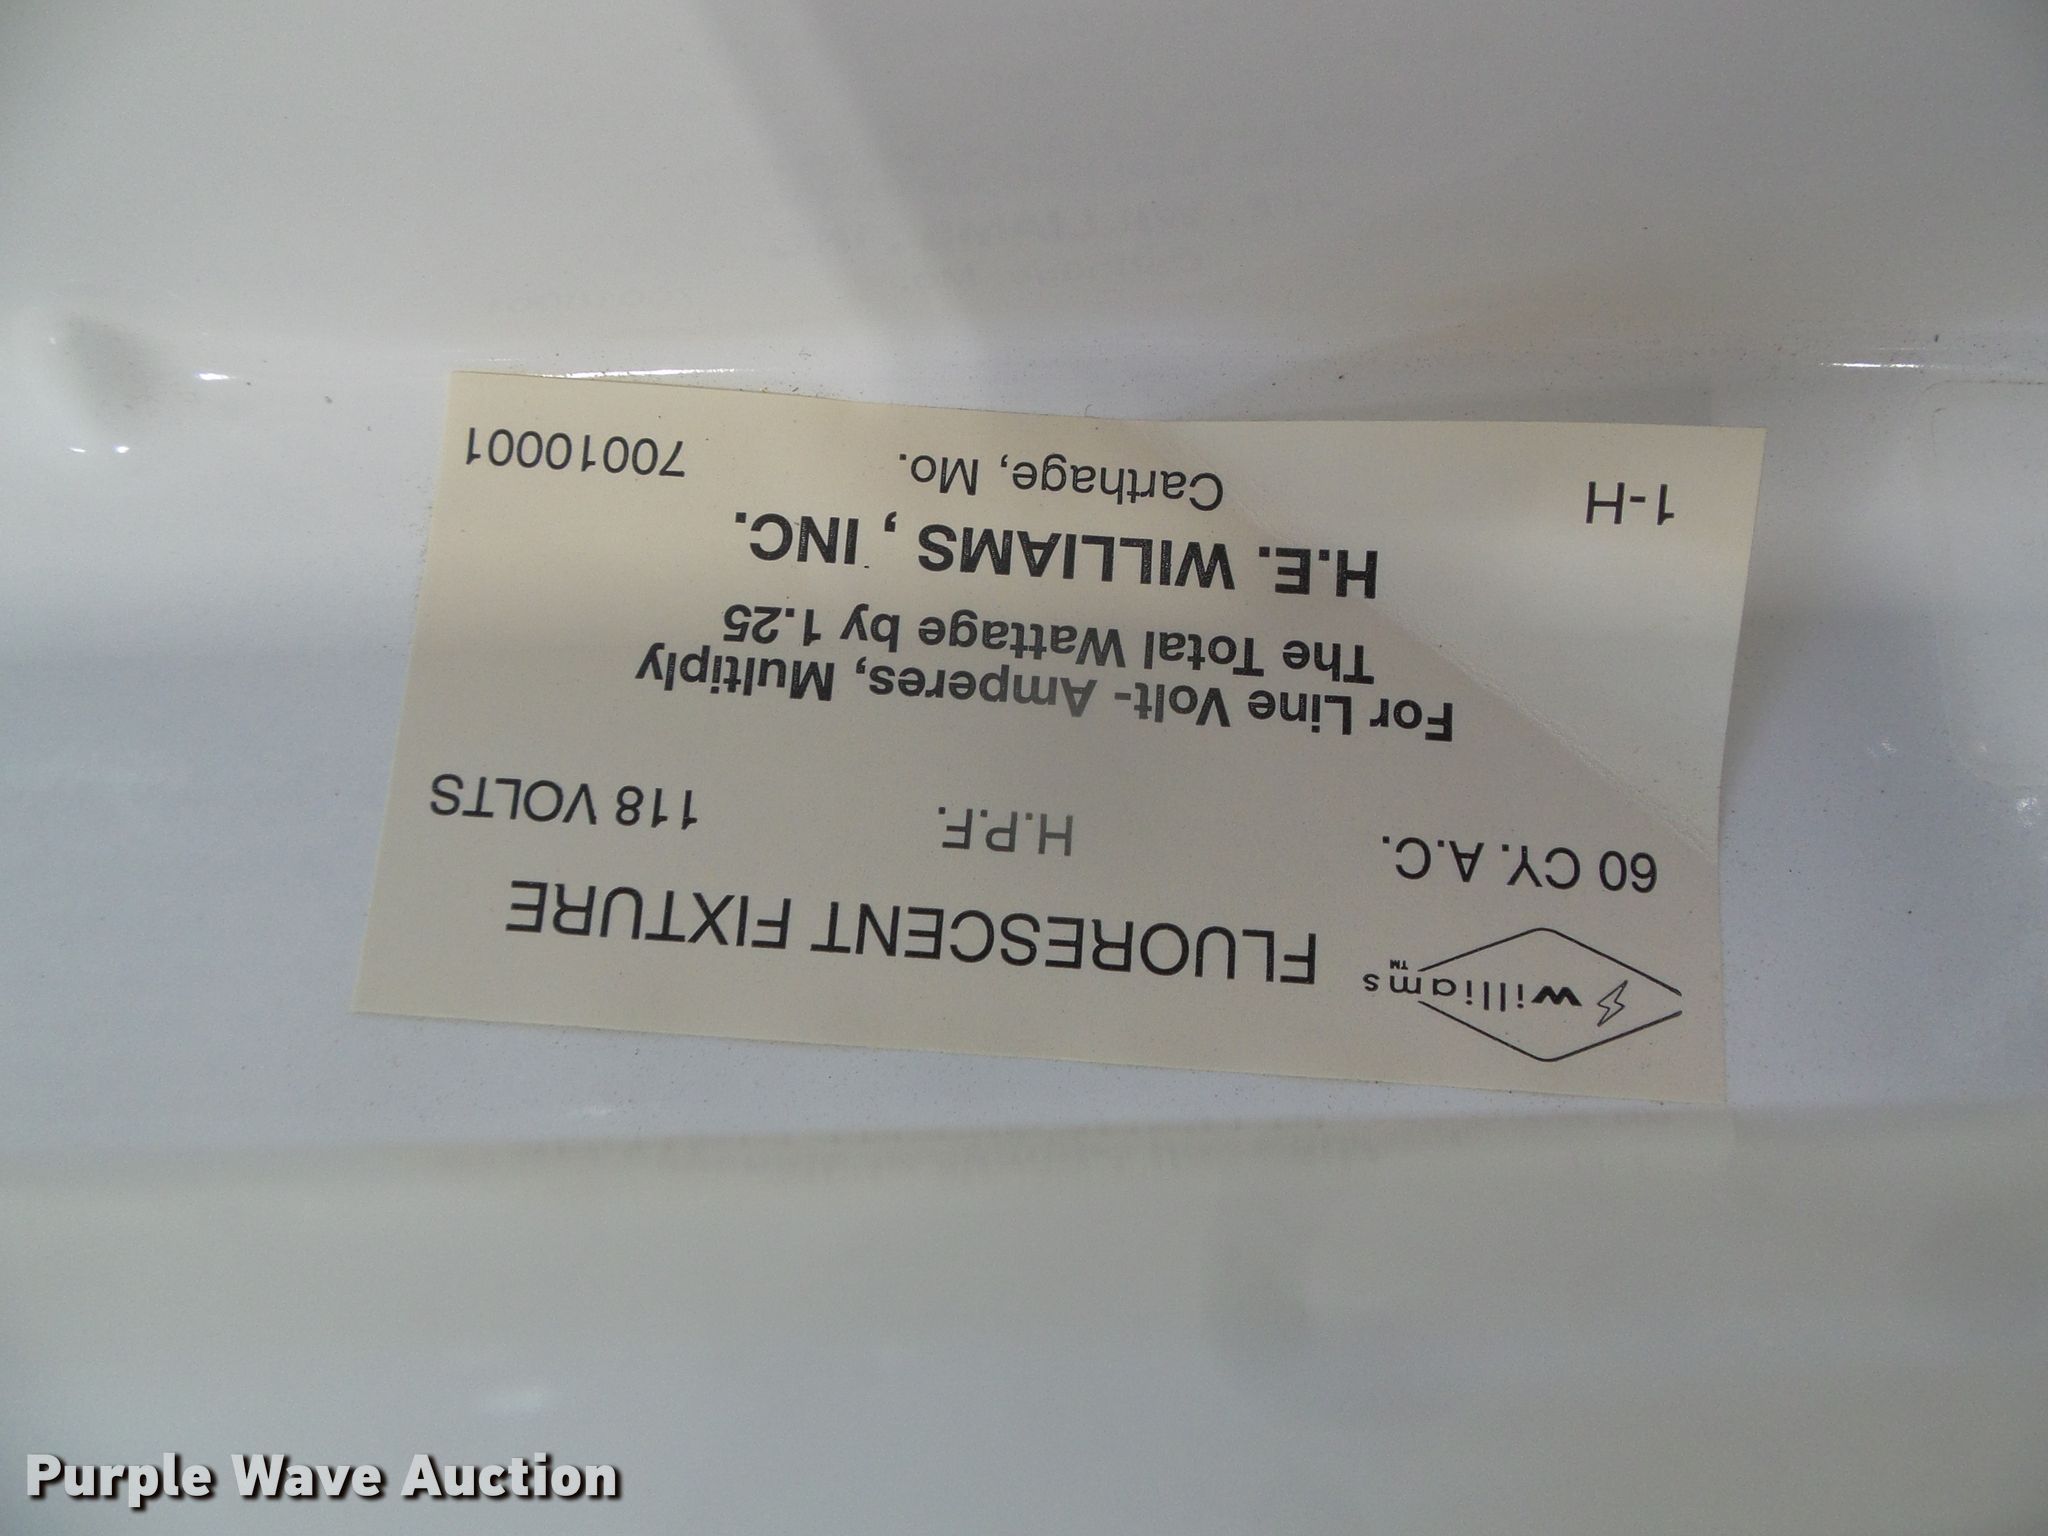 williams™ FLUORESCENT FIXTURE
60 CY. A.C. H.P.F. 118 VOLTS
For Line Volt- Amperes, Multiply
The Total Wattage by 1.25
H.E. WILLIAMS , INC.
1-H Carthage, Mo. 70010001
Purple Wave Auction